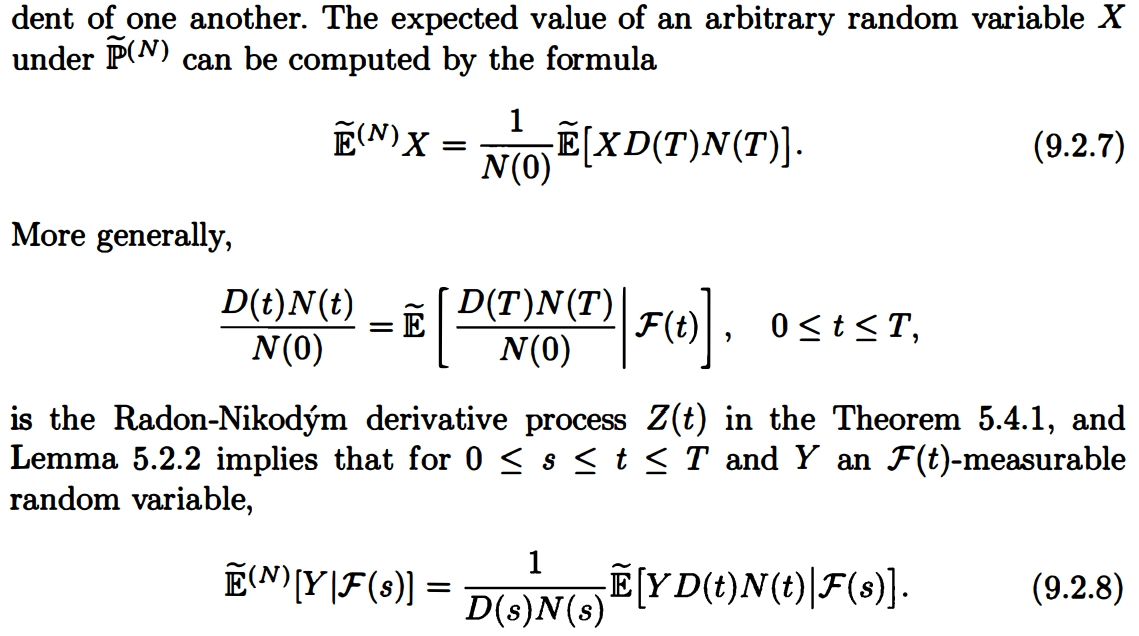 dent of one another. The expected value of an arbitrary random variable X
under P̃^(N) can be computed by the formula
Ẽ^(N) X = 1/N(0) Ẽ[XD(T)N(T)]. (9.2.7)
More generally,
D(t)N(t)/N(0) = Ẽ[D(T)N(T)/N(0) | F(t)], 0 ≤ t ≤ T,
is the Radon-Nikodým derivative process Z(t) in the Theorem 5.4.1, and
Lemma 5.2.2 implies that for 0 ≤ s ≤ t ≤ T and Y an F(t)-measurable
random variable,
Ẽ^(N)[Y|F(s)] = 1/D(s)N(s) Ẽ[YD(t)N(t)|F(s)]. (9.2.8)